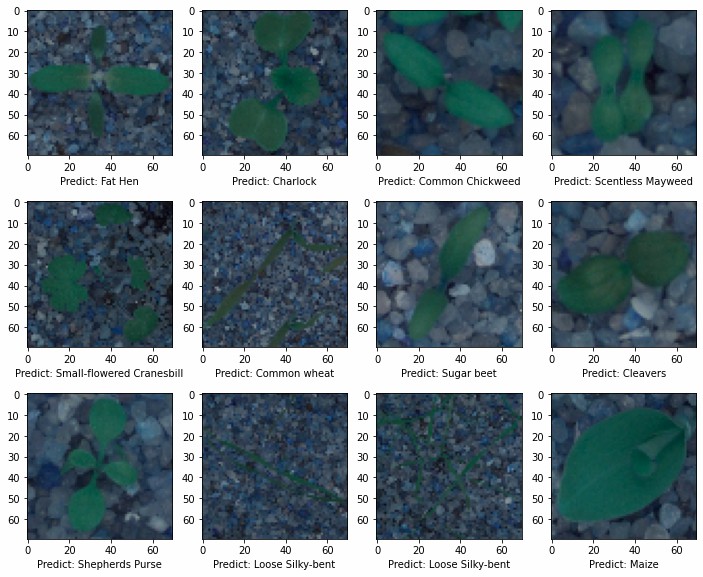 0 0 0 0
10 10 10 10
20 20 20 20
30 30 30 30
40 40 40 40
50 50 50 50
60 60 60 60
0 20 40 60 0 20 40 60 0 20 40 60 0 20 40 60
Predict: Fat Hen Predict: Charlock Predict: Common Chickweed Predict: Scentless Mayweed
0 0 0 0
10 10 10 10
20 20 20 20
30 30 30 30
40 40 40 40
50 50 50 50
60 60 60 60
0 20 40 60 0 20 40 60 0 20 40 60 0 20 40 60
Predict: Small-flowered Cranesbill Predict: Common wheat Predict: Sugar beet Predict: Cleavers
0 0 0 0
10 10 10 10
20 20 20 20
30 30 30 30
40 40 40 40
50 50 50 50
60 60 60 60
0 20 40 60 0 20 40 60 0 20 40 60 0 20 40 60
Predict: Shepherds Purse Predict: Loose Silky-bent Predict: Loose Silky-bent Predict: Maize